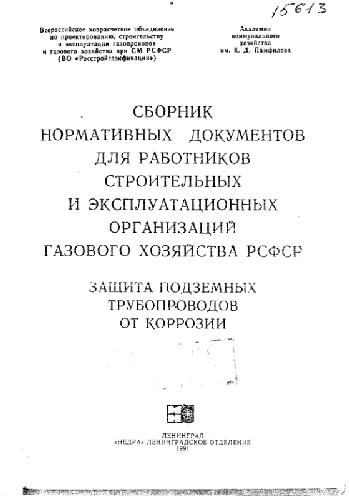 15613
Всероссийское хозрасчетное объединение
по проектированию, строительству
и эксплуатации газопроводов
и газового хозяйства при СМ РСФСР
(ВО «Росстройгазификация»)
Академия
коммунального
хозяйства
им. К. Д. Памфилова
СБОРНИК
НОРМАТИВНЫХ ДОКУМЕНТОВ
ДЛЯ РАБОТНИКОВ
СТРОИТЕЛЬНЫХ
И ЭКСПЛУАТАЦИОННЫХ
ОРГАНИЗАЦИЙ
ГАЗОВОГО ХОЗЯЙСТВА РСФСР
ЗАЩИТА ПОДЗЕМНЫХ
ТРУБОПРОВОДОВ
ОТ КОРРОЗИИ
ЛЕНИНГРАД
«НЕДРА» ЛЕНИНГРАДСКОЕ ОТДЕЛЕНИЕ
1991